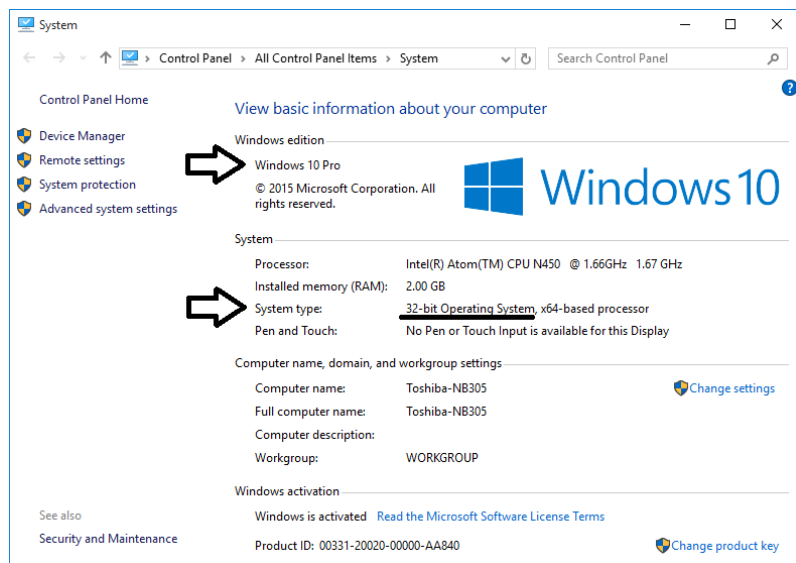 System
Control Panel › All Control Panel Items › System
Search Control Panel
Control Panel Home
Device Manager
Remote settings
System protection
Advanced system settings
See also
Security and Maintenance
?
View basic information about your computer
Windows edition
Windows 10 Pro
© 2015 Microsoft Corporation. All
rights reserved.
Windows 10
System
Processor: Intel(R) Atom(TM) CPU N450 @ 1.66GHz 1.67 GHz
Installed memory (RAM): 2.00 GB
System type: 32-bit Operating System, x64-based processor
Pen and Touch: No Pen or Touch Input is available for this Display
Computer name, domain, and workgroup settings
Computer name: Toshiba-NB305
Change settings
Full computer name: Toshiba-NB305
Computer description:
Workgroup: WORKGROUP
Windows activation
Windows is activated Read the Microsoft Software License Terms
Product ID: 00331-20020-00000-AA840
Change product key